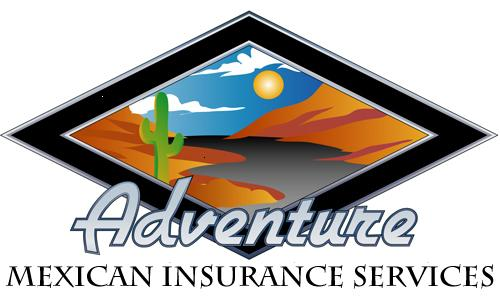 Adventure
MEXICAN INSURANCE SERVICES